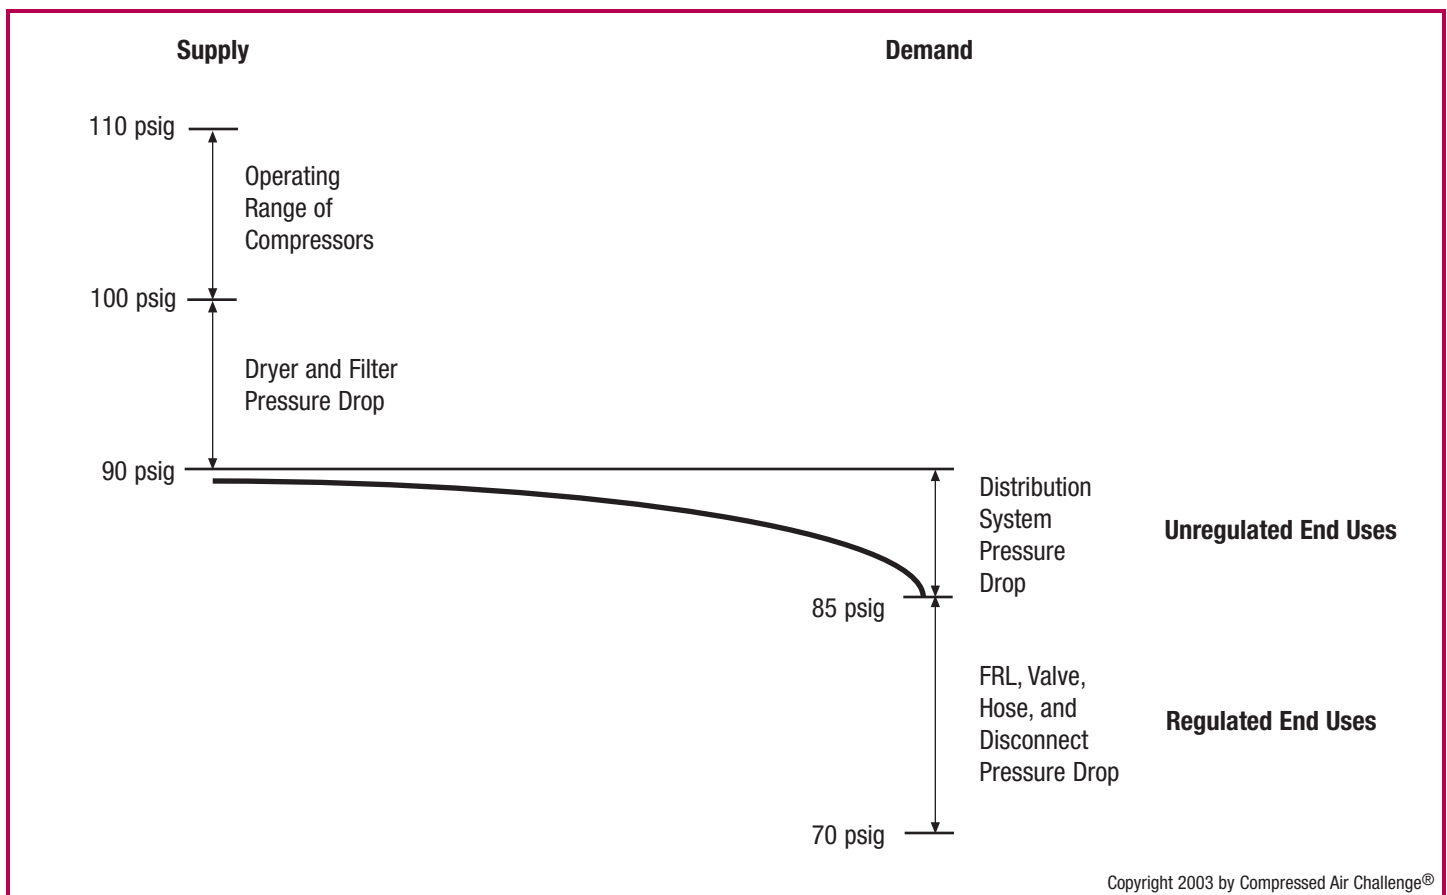 Supply
Demand
110 psig
Operating
Range of
Compressors
100 psig
Dryer and Filter
Pressure Drop
90 psig
Distribution
System
Pressure
Drop
Unregulated End Uses
85 psig
FRL, Valve,
Hose, and
Disconnect
Pressure Drop
Regulated End Uses
70 psig
Copyright 2003 by Compressed Air Challenge®